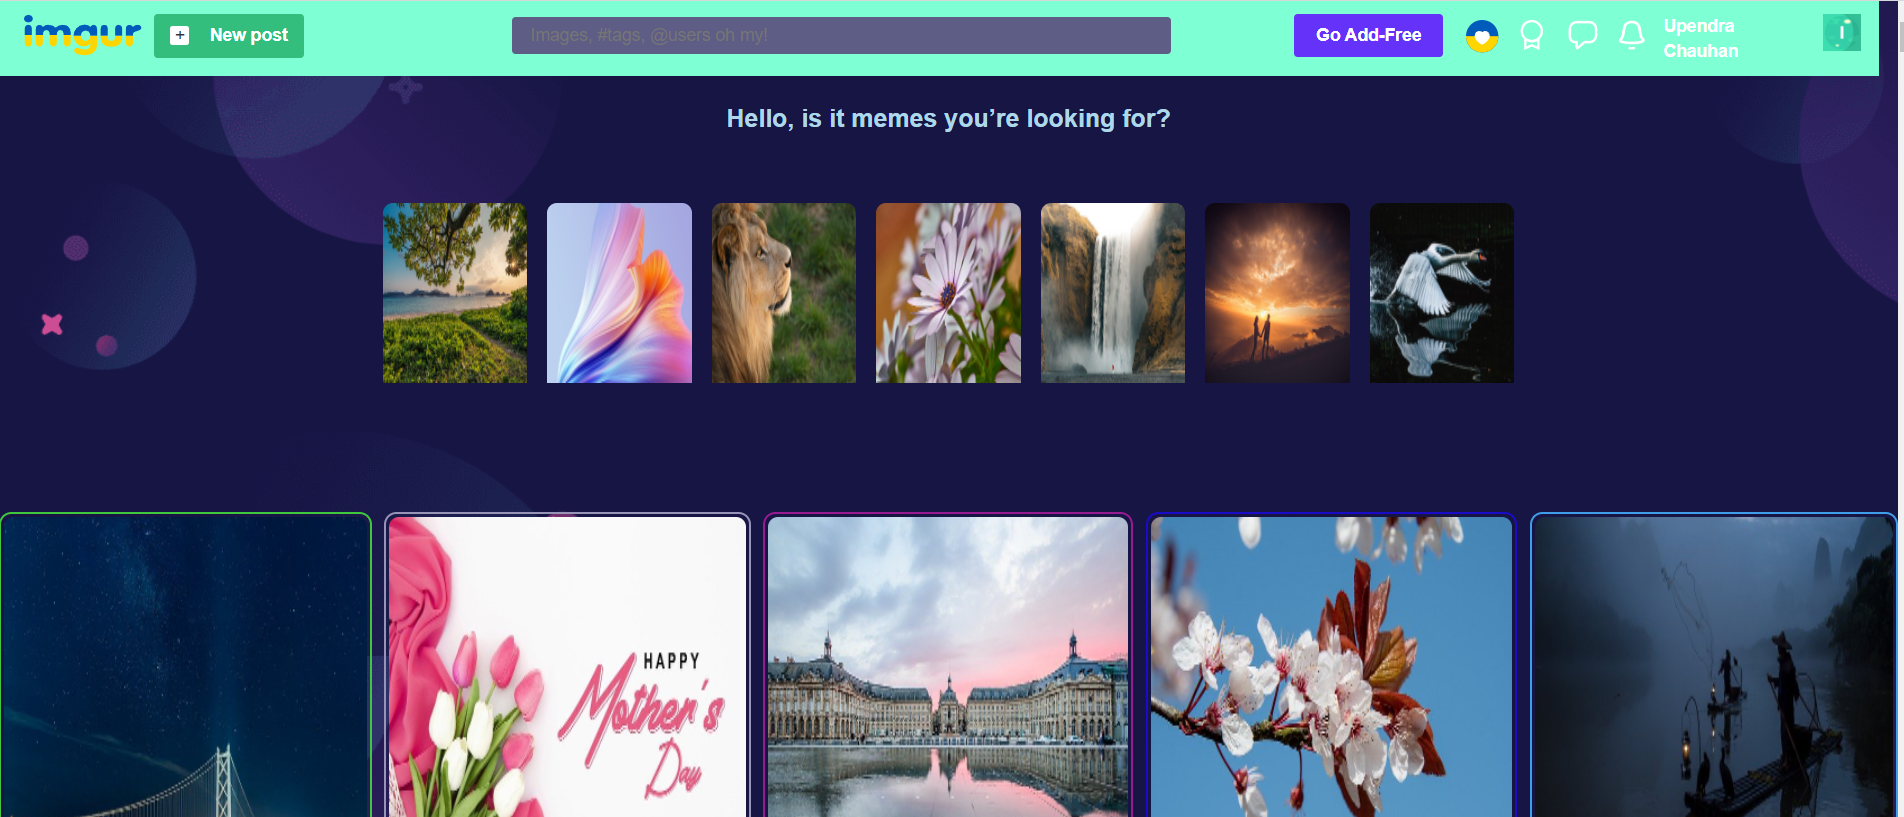 imgur
+ New post
Images, #tags, @users oh my!
Go Add-Free
Upendra
Chauhan
i
Hello, is it memes you’re looking for?
HAPPY
Mother's
Day